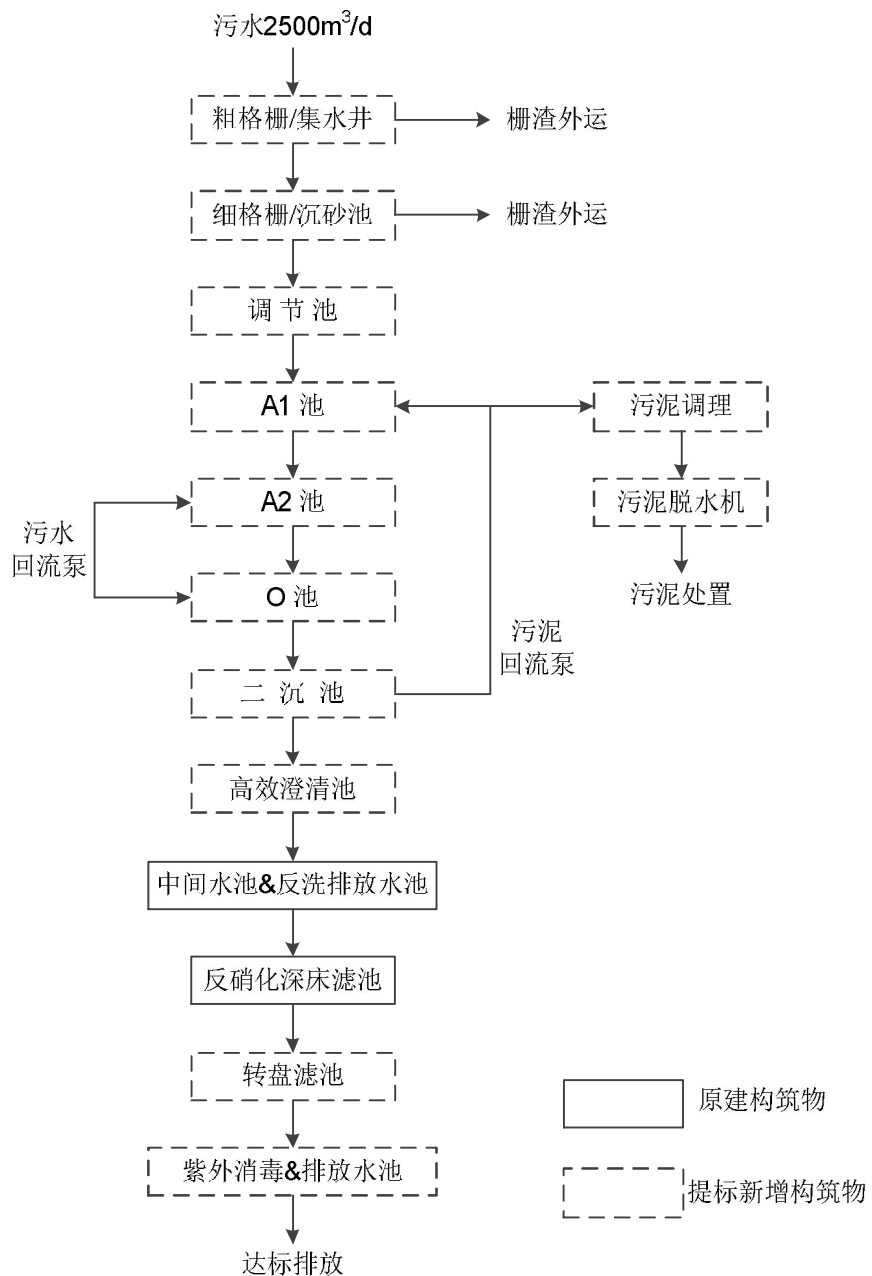 污水2500m³/d
粗格栅/集水井
栅渣外运
细格栅/沉砂池
栅渣外运
调节池
A1池
污泥调理
A2池
污泥脱水机
污水
回流泵
O池
污泥处置
污泥
回流泵
二沉池
高效澄清池
中间水池&反洗排放水池
反硝化深床滤池
转盘滤池
原建构筑物
紫外消毒&排放水池
提标新增构筑物
达标排放